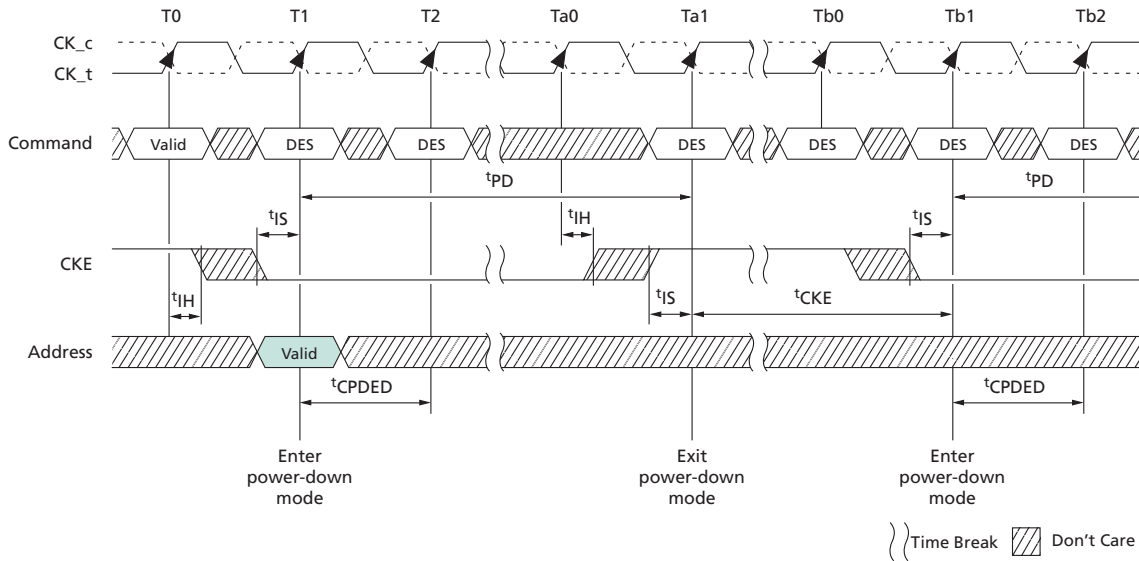 T0 T1 T2 Ta0 Ta1 Tb0 Tb1 Tb2
CK_c
CK_t
Command Valid DES DES DES DES DES DES
tPD tPD
tIS tIH tIS
CKE
tIH tIS tCKE
Address Valid
tCPDED tCPDED
Enter
power-down
mode
Exit
power-down
mode
Enter
power-down
mode
Time Break Don't Care